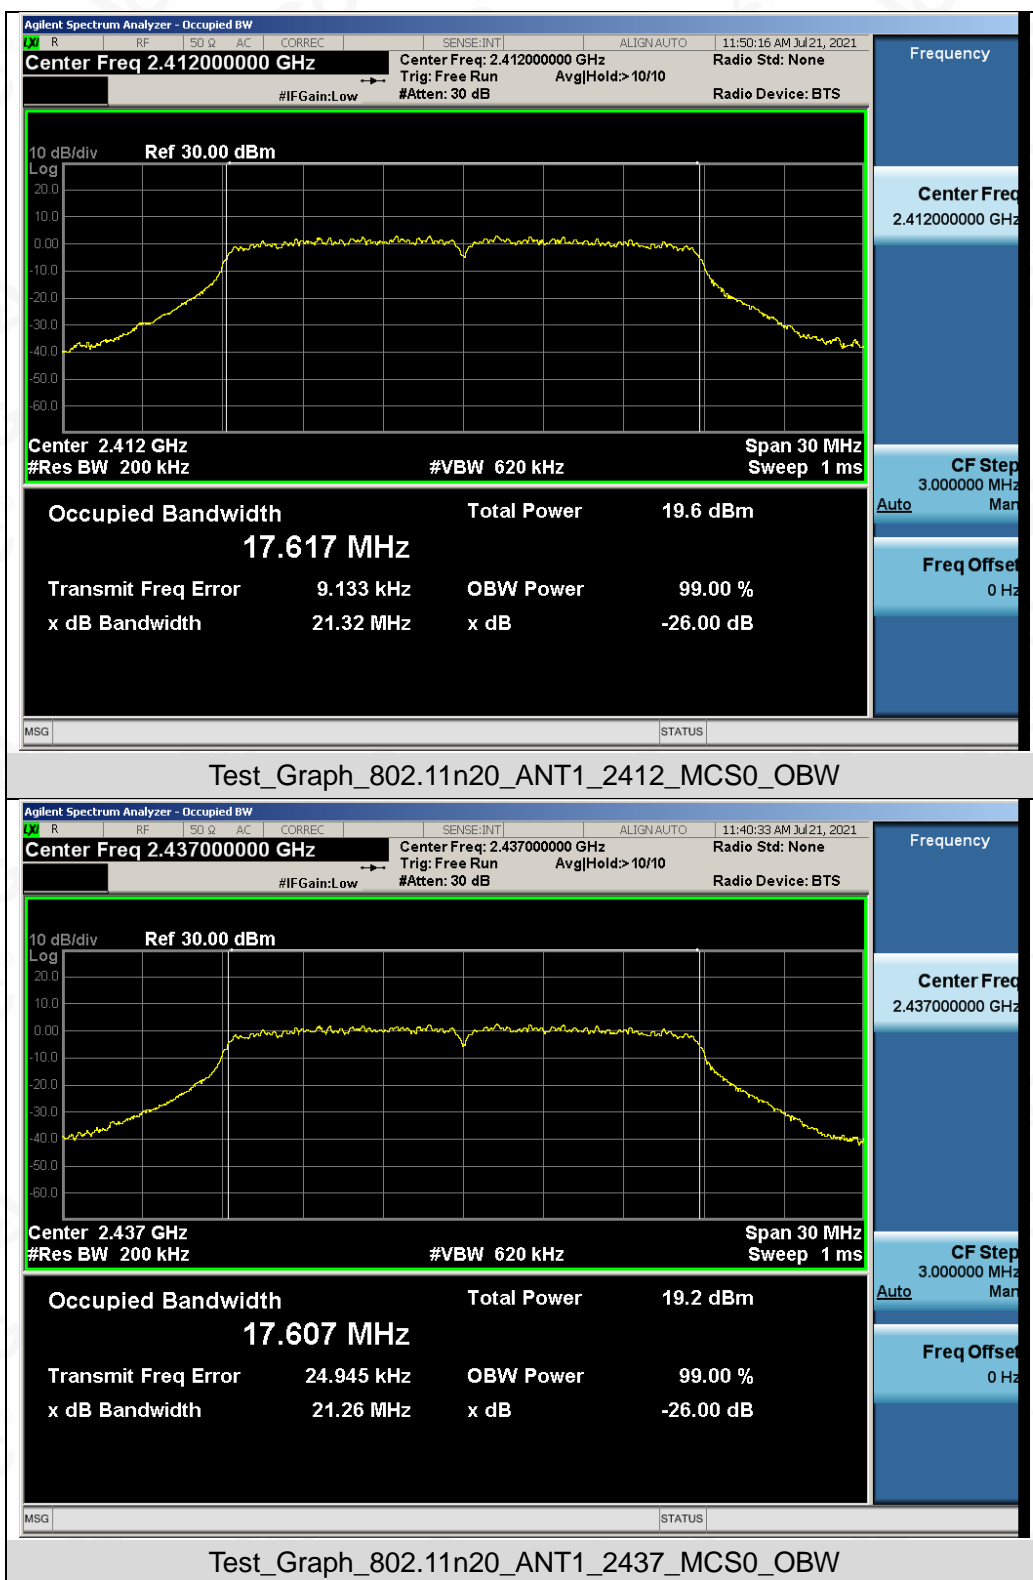 Agilent Spectrum Analyzer - Occupied BW
LXI R RF 50 Ω AC CORREC SENSE:INT ALIGN AUTO 11:50:16 AM Jul 21, 2021
Center Freq 2.412000000 GHz
Center Freq: 2.412000000 GHz Radio Std: None
Trig: Free Run Avg|Hold:>10/10
#IFGain:Low #Atten: 30 dB Radio Device: BTS
Frequency
10 dB/div Ref 30.00 dBm
Log
20.0
10.0
0.00
-10.0
-20.0
-30.0
-40.0
-50.0
-60.0
Center 2.412 GHz Span 30 MHz
#Res BW 200 kHz #VBW 620 kHz Sweep 1 ms
Center Freq
2.412000000 GHz
CF Step
3.000000 MHz
Auto Man
Freq Offset
0 Hz
Occupied Bandwidth Total Power 19.6 dBm
17.617 MHz
Transmit Freq Error 9.133 kHz OBW Power 99.00 %
x dB Bandwidth 21.32 MHz x dB -26.00 dB
MSG STATUS
Test_Graph_802.11n20_ANT1_2412_MCS0_OBW
Agilent Spectrum Analyzer - Occupied BW
LXI R RF 50 Ω AC CORREC SENSE:INT ALIGN AUTO 11:40:33 AM Jul 21, 2021
Center Freq 2.437000000 GHz
Center Freq: 2.437000000 GHz Radio Std: None
Trig: Free Run Avg|Hold:>10/10
#IFGain:Low #Atten: 30 dB Radio Device: BTS
Frequency
10 dB/div Ref 30.00 dBm
Log
20.0
10.0
0.00
-10.0
-20.0
-30.0
-40.0
-50.0
-60.0
Center 2.437 GHz Span 30 MHz
#Res BW 200 kHz #VBW 620 kHz Sweep 1 ms
Center Freq
2.437000000 GHz
CF Step
3.000000 MHz
Auto Man
Freq Offset
0 Hz
Occupied Bandwidth Total Power 19.2 dBm
17.607 MHz
Transmit Freq Error 24.945 kHz OBW Power 99.00 %
x dB Bandwidth 21.26 MHz x dB -26.00 dB
MSG STATUS
Test_Graph_802.11n20_ANT1_2437_MCS0_OBW